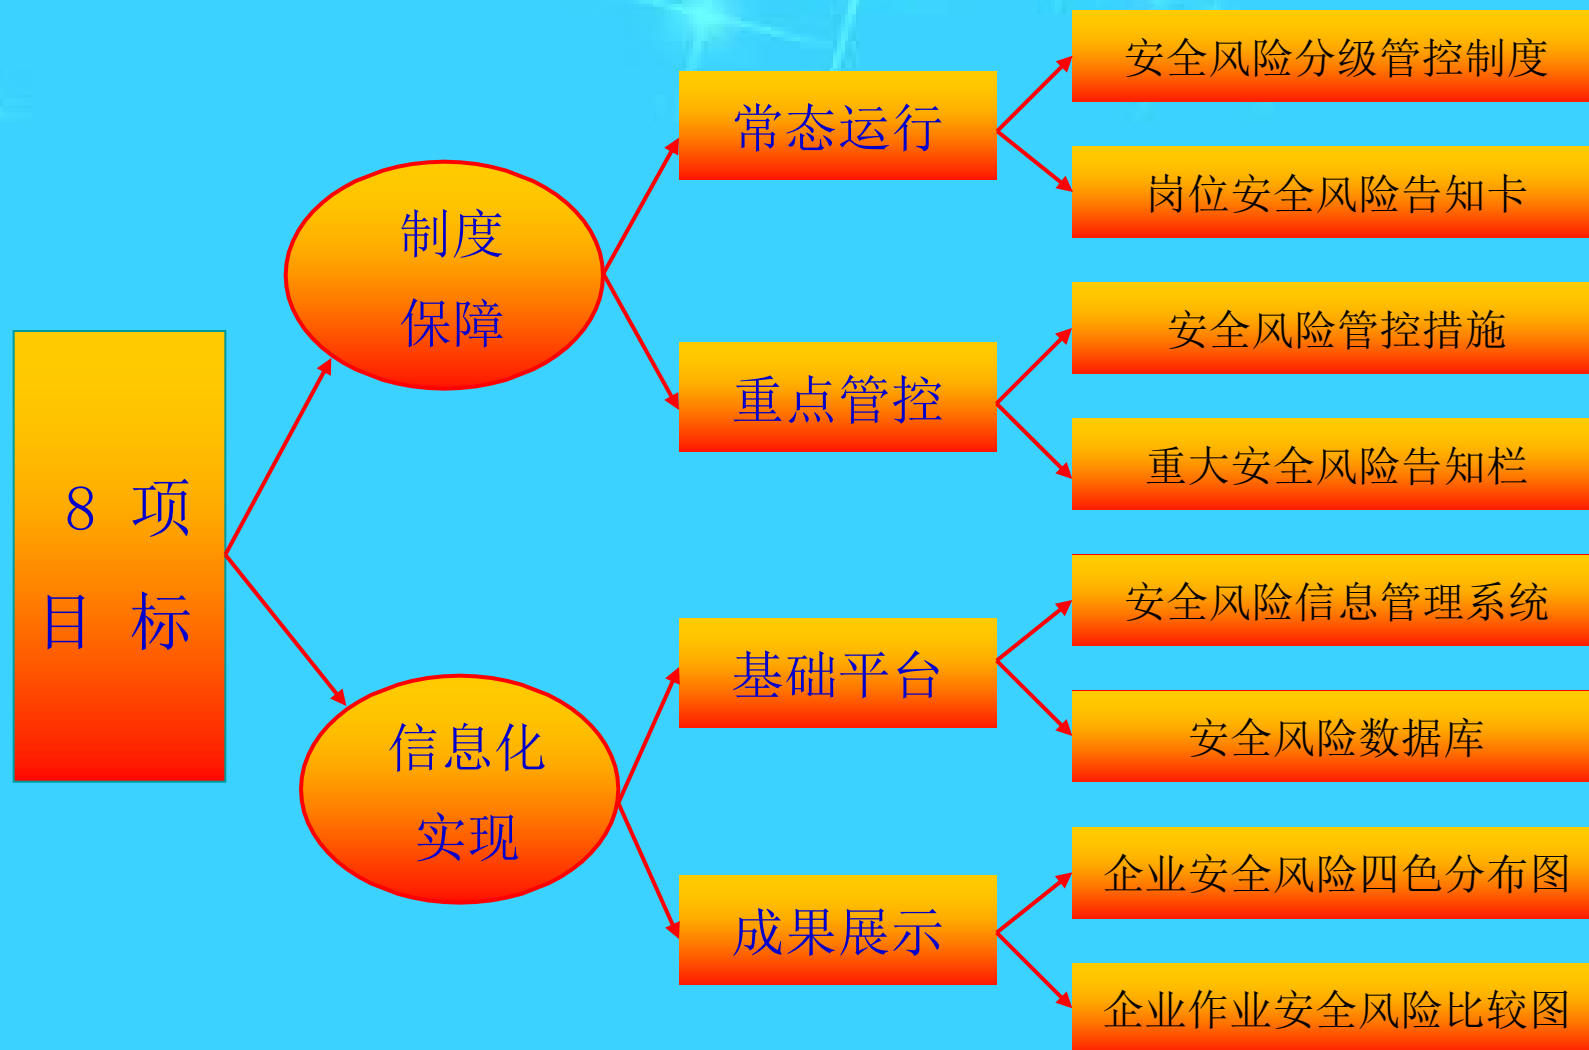 8 项
目 标
制度
保障
信息化
实现
常态运行
重点管控
基础平台
成果展示
安全风险分级管控制度
岗位安全风险告知卡
安全风险管控措施
重大安全风险告知栏
安全风险信息管理系统
安全风险数据库
企业安全风险四色分布图
企业作业安全风险比较图